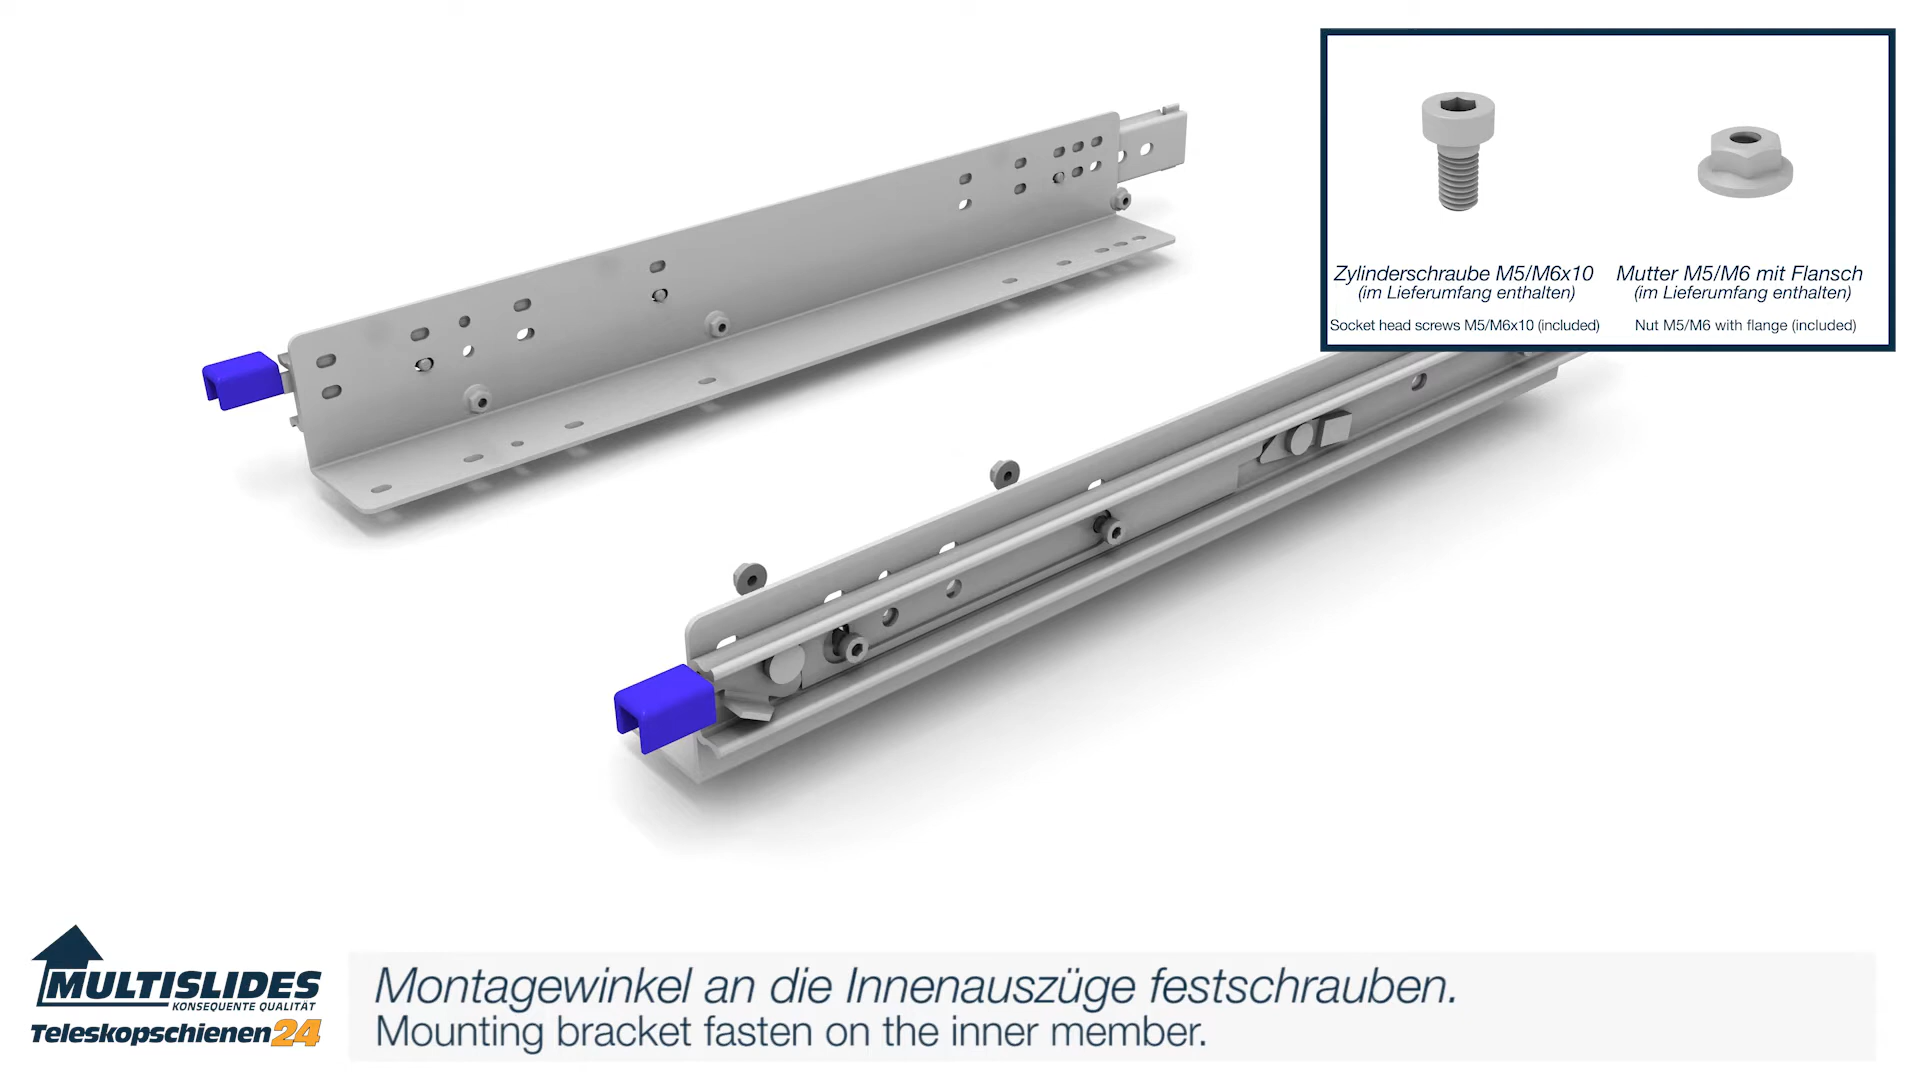 Zylinderschraube M5/M6x10
(im Lieferumfang enthalten)
Socket head screws M5/M6x10 (included)
Mutter M5/M6 mit Flansch
(im Lieferumfang enthalten)
Nut M5/M6 with flange (included)
MULTISLIDES
KONSEQUENTE QUALITÄT
Teleskopschienen24
Montagewinkel an die Innenauszüge festschrauben.
Mounting bracket fasten on the inner member.